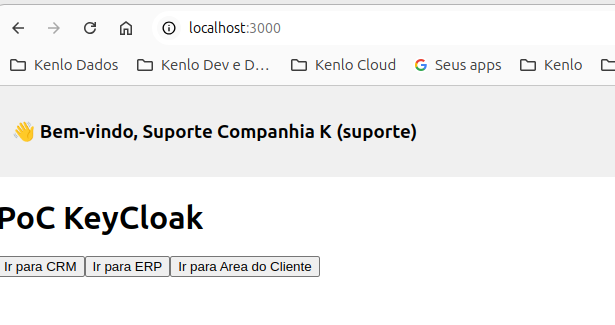 localhost:3000
Kenlo Dados Kenlo Dev e D... Kenlo Cloud Seus apps Kenlo
👋 Bem-vindo, Suporte Companhia K (suporte)
PoC KeyCloak
Ir para CRM Ir para ERP Ir para Area do Cliente